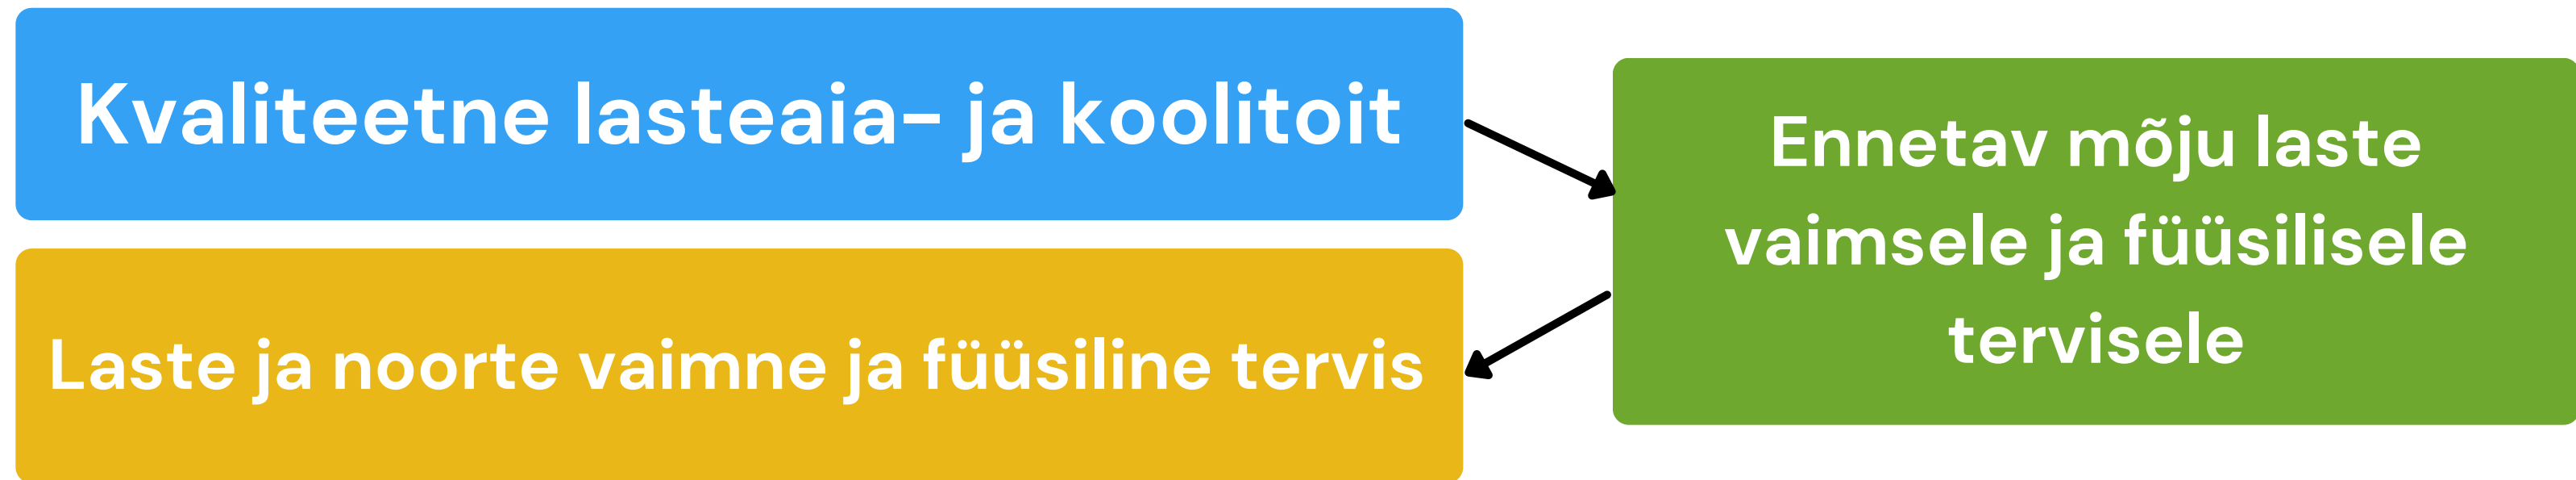 Kvaliteetne lasteaia- ja koolitoit
Ennetav mõju laste
vaimsele ja füüsilisele
tervisele
Laste ja noorte vaimne ja füüsiline tervis